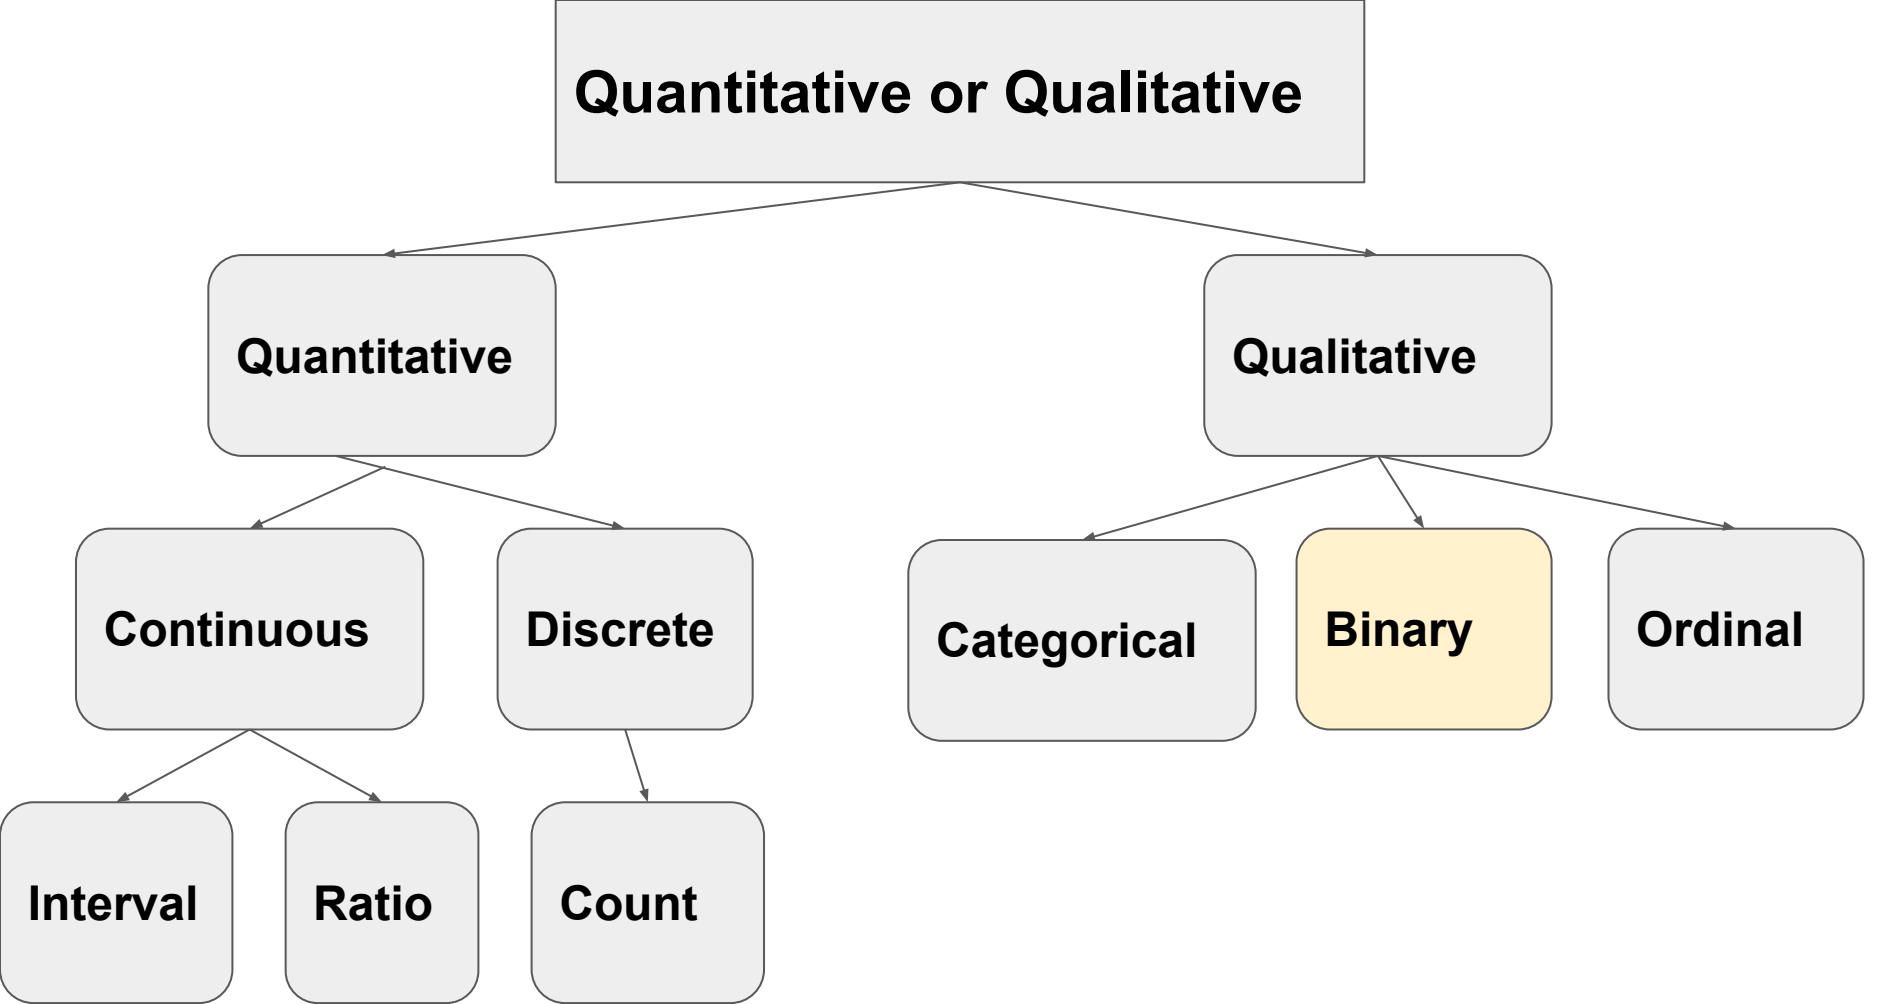 Quantitative or Qualitative
Quantitative
Qualitative
Continuous
Discrete
Categorical
Binary
Ordinal
Interval
Ratio
Count